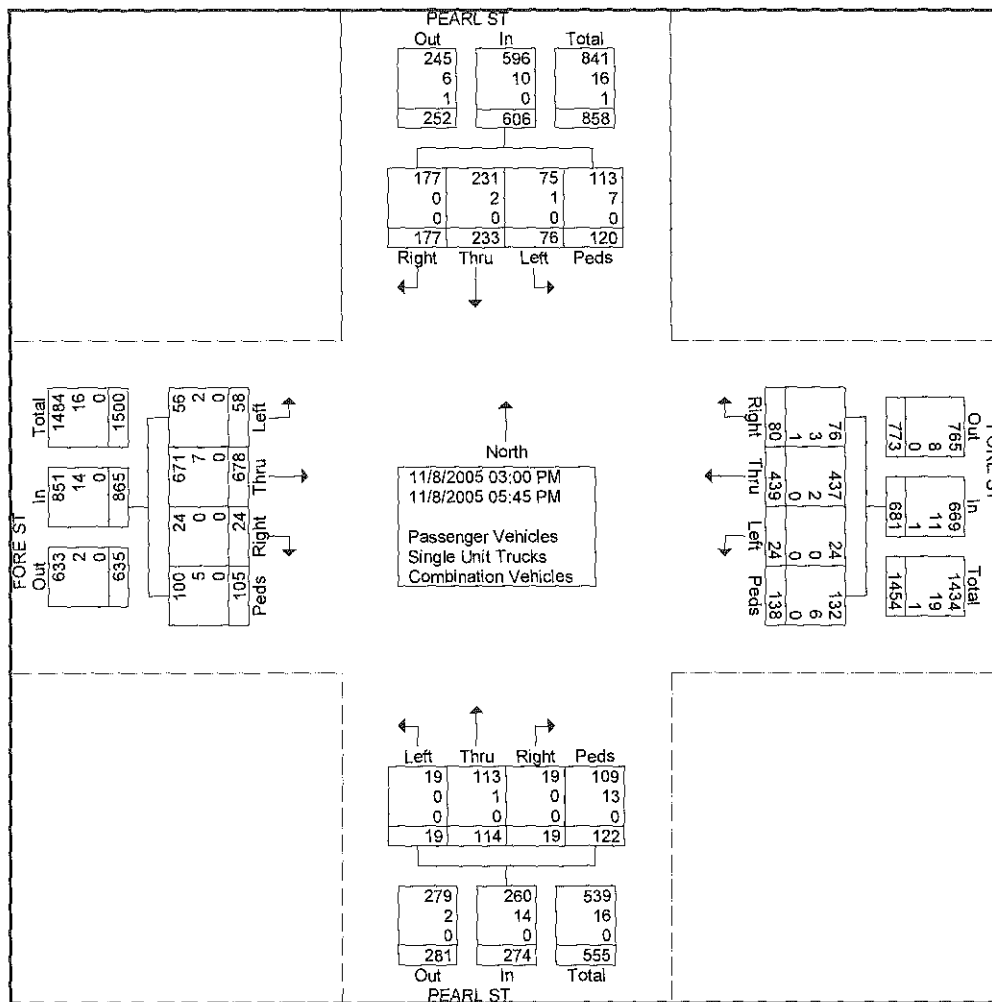 PEARL ST
Out In Total
245 596 841
6 10 16
1 0 1
252 606 858
177 231 75 113
0 2 1 7
0 0 0 0
177 233 76 120
Right Thru Left Peds
FORE ST
Total
1484
16
0
1500
In
851
14
0
865
Out
633
2
0
635
56
2
0
58
Left
671
7
0
678
Thru
24
0
0
24
Right
100
5
0
105
Peds
North
11/8/2005 03:00 PM
11/8/2005 05:45 PM
Passenger Vehicles
Single Unit Trucks
Combination Vehicles
Right
76
3
1
80
Thru
437
2
0
439
Left
24
0
0
24
Peds
132
6
0
138
FORE ST
Out
765
8
0
773
In
669
11
1
681
Total
1434
19
1
1454
Left Thru Right Peds
19 113 19 109
0 1 0 13
0 0 0 0
19 114 19 122
279 260 539
2 14 16
0 0 0
281 274 555
Out In Total
PEARL ST